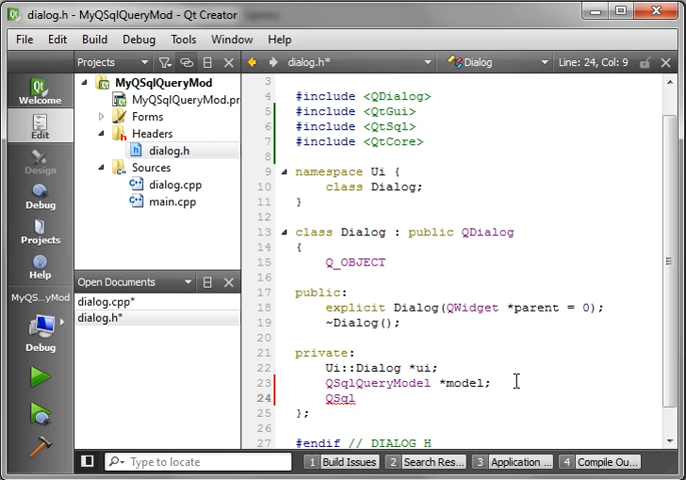 dialog.h* - MyQSqlQueryMod - Qt Creator
File Edit Build Debug Tools Window Help
Projects
dialog.h*
Dialog
Line: 24, Col: 9
Welcome
Edit
Design
Debug
Projects
Help
MyQS...yMod
Debug
MyQSqlQueryMod
MyQSqlQueryMod.pr
Forms
Headers
dialog.h
Sources
dialog.cpp
main.cpp
Open Documents
dialog.cpp*
dialog.h*
3
4 #include <QDialog>
5 #include <QtGui>
6 #include <QtSql>
7 #include <QtCore>
8
9 namespace Ui {
10 class Dialog;
11 }
12
13 class Dialog : public QDialog
14 {
15 Q_OBJECT
16
17 public:
18 explicit Dialog(QWidget *parent = 0);
19 ~Dialog();
20
21 private:
22 Ui::Dialog *ui;
23 QSqlQueryModel *model;
24 QSql
25 };
26
27 #endif // DIALOG_H
Type to locate
1 Build Issues
2 Search Res...
3 Application ...
4 Compile Ou...